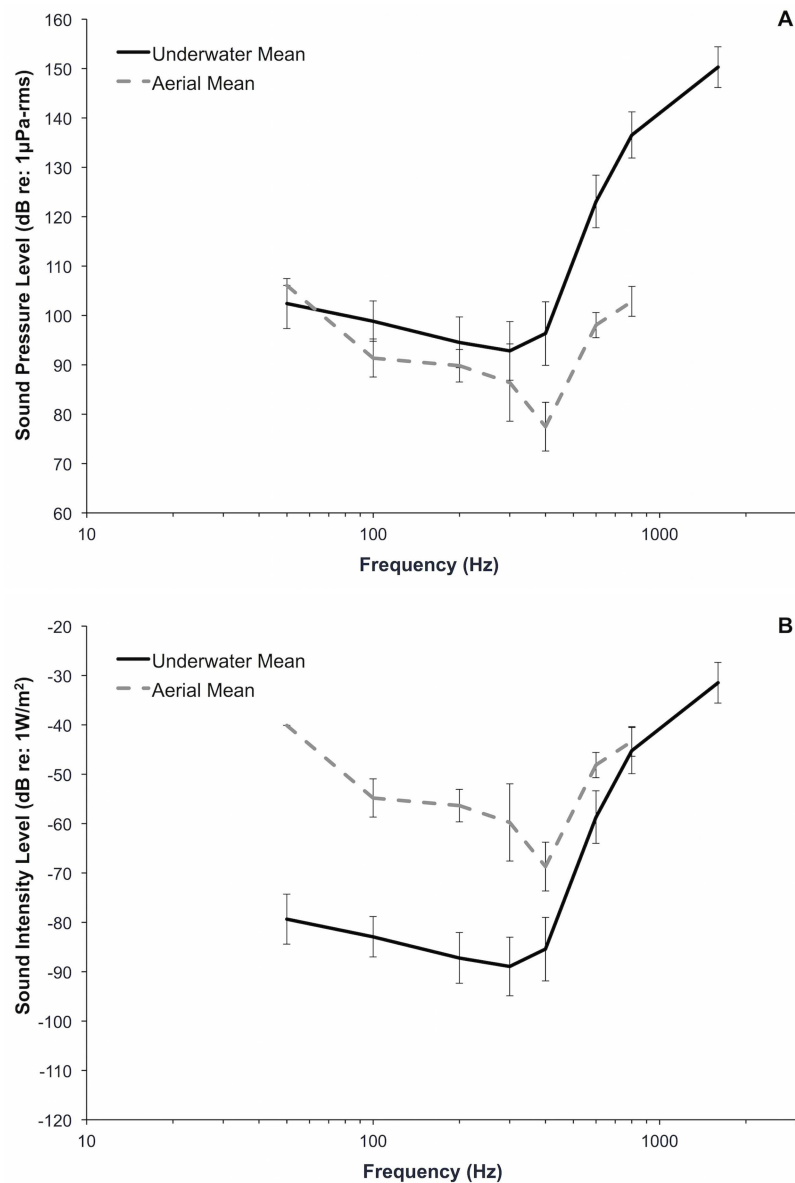 A
160
150
140
130
120
110
100
90
80
70
60
Sound Pressure Level (dB re: 1µPa-rms)
Underwater Mean
Aerial Mean
10 100 1000
Frequency (Hz)
B
-20
-30
-40
-50
-60
-70
-80
-90
-100
-110
-120
Sound Intensity Level (dB re: 1W/m²)
Underwater Mean
Aerial Mean
10 100 1000
Frequency (Hz)